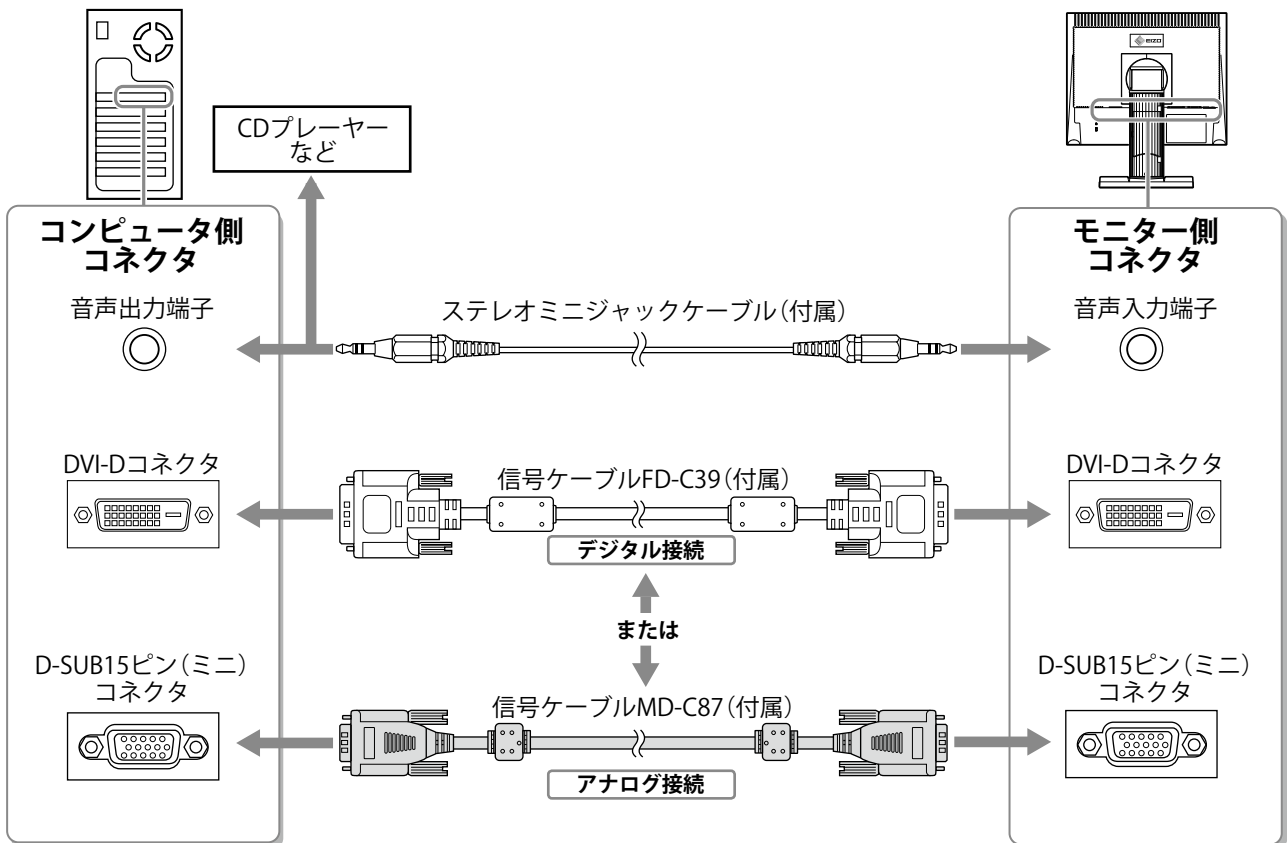 EIZO
CDプレーヤー
など
コンピュータ側
コネクタ
モニター側
コネクタ
音声出力端子
ステレオミニジャックケーブル(付属)
音声入力端子
DVI-Dコネクタ
信号ケーブルFD-C39(付属)
DVI-Dコネクタ
デジタル接続
または
D-SUB15ピン(ミニ)
コネクタ
信号ケーブルMD-C87(付属)
D-SUB15ピン(ミニ)
コネクタ
アナログ接続